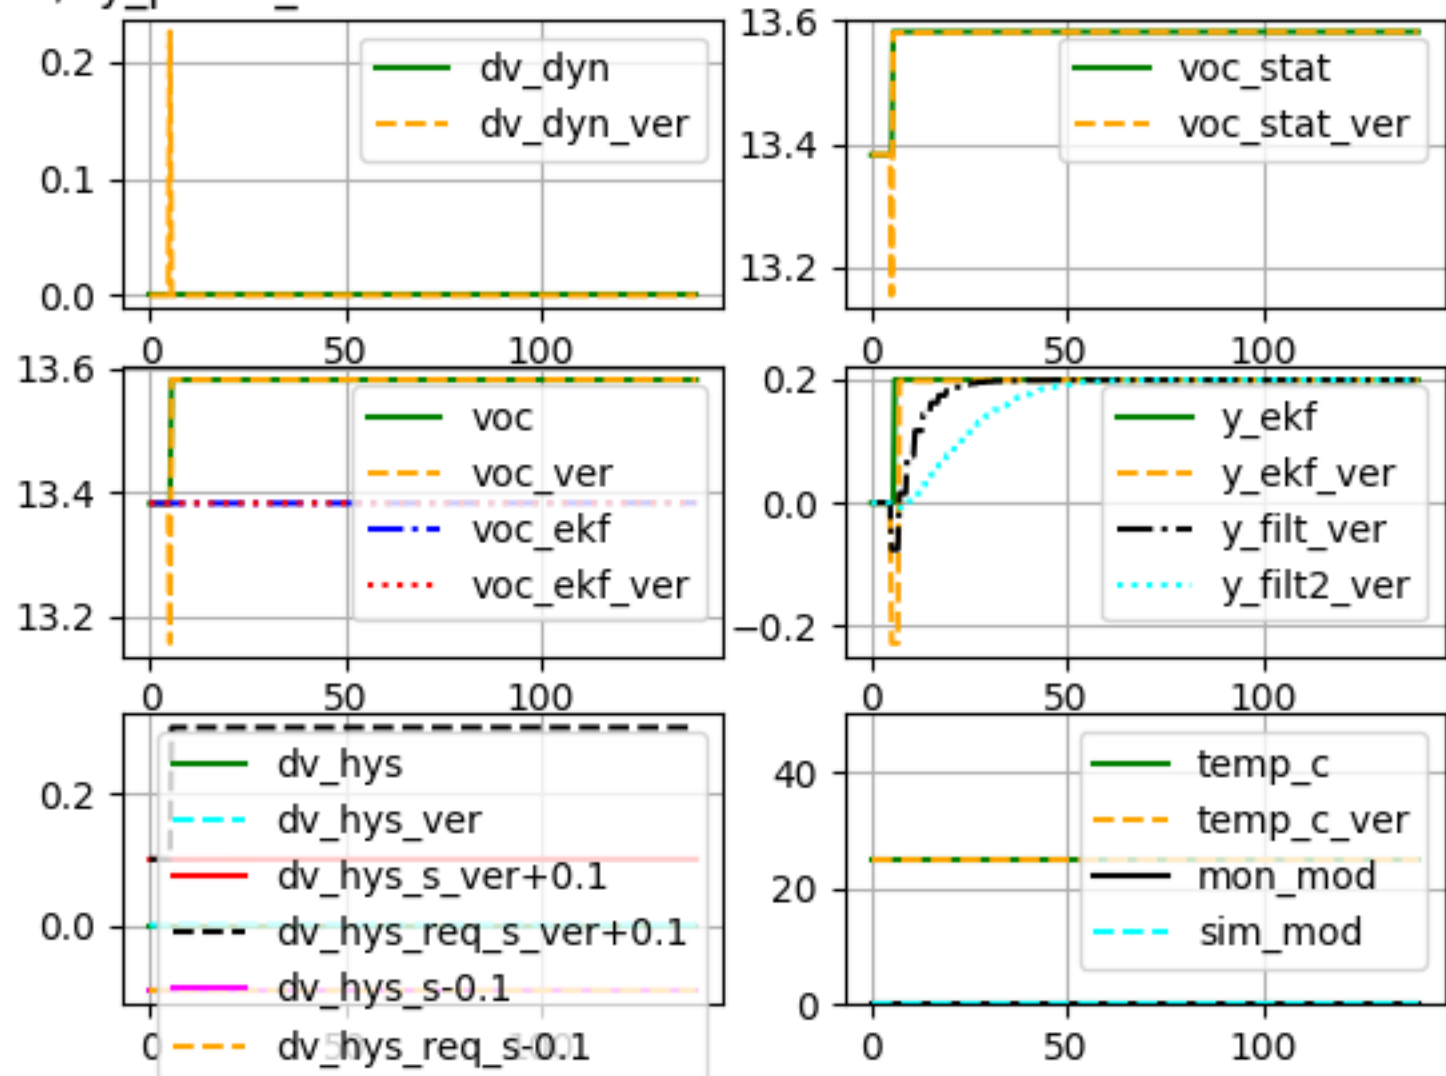 0.2
0.1
0.0
dv_dyn
dv_dyn_ver
0 50 100
13.6
13.4
13.2
voc_stat
voc_stat_ver
0 50 100
13.6
13.4
13.2
voc
voc_ver
voc_ekf
voc_ekf_ver
0 50 100
0.2
0.0
−0.2
y_ekf
y_ekf_ver
y_filt_ver
y_filt2_ver
0 50 100
0.2
0.0
dv_hys
dv_hys_ver
dv_hys_s_ver+0.1
dv_hys_req_s_ver+0.1
dv_hys_s-0.1
dv_hys_req_s-0.1
0 50 100
40
20
0
temp_c
temp_c_ver
mon_mod
sim_mod
0 50 100